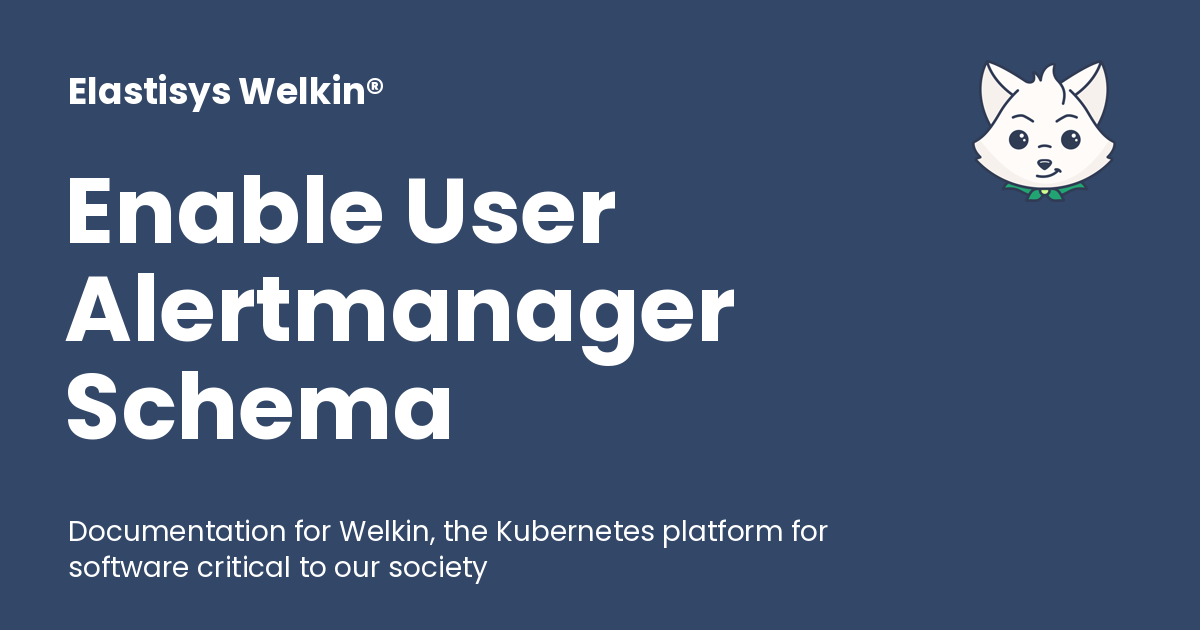 Elastisys Welkin®
Enable User
Alertmanager
Schema
Documentation for Welkin, the Kubernetes platform for
software critical to our society